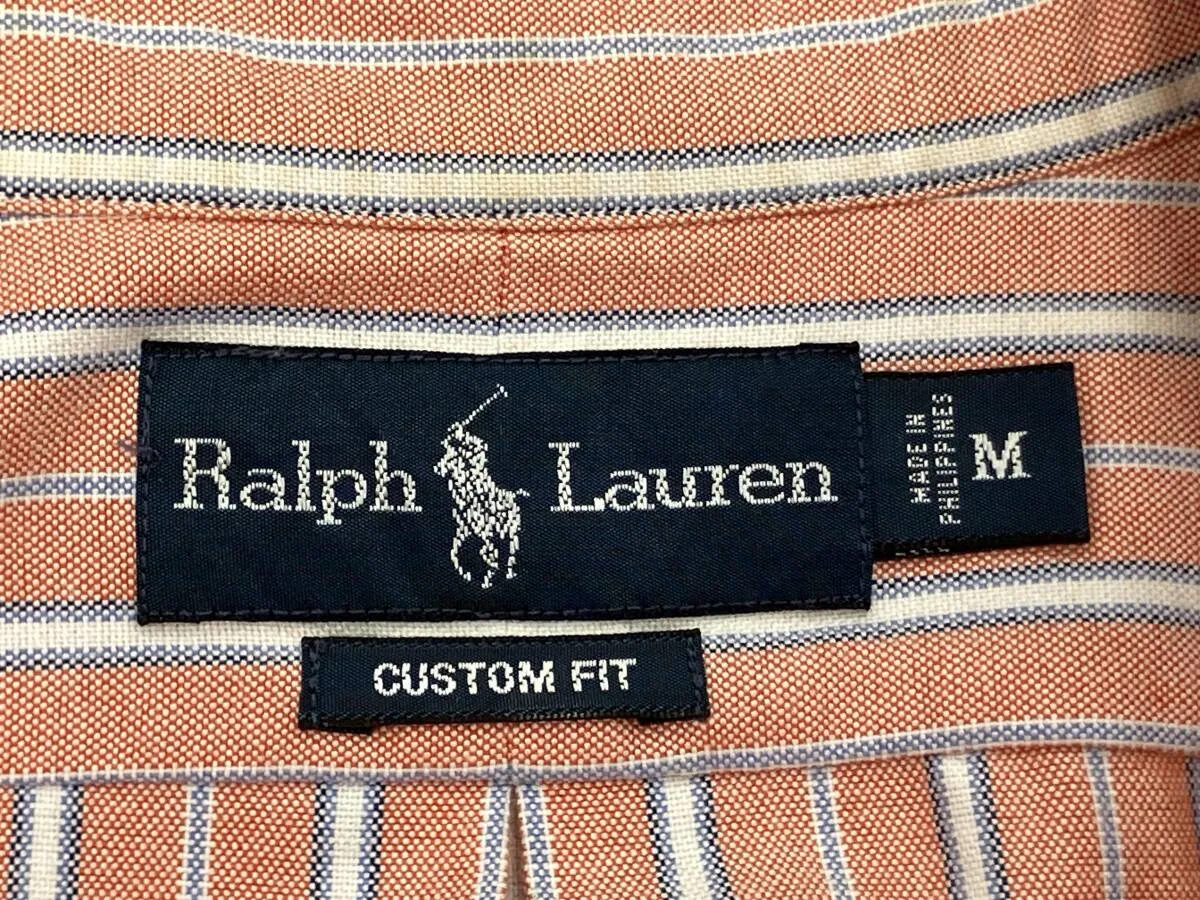 Ralph Lauren
MADE IN
PHILIPPINES
M
CUSTOM FIT